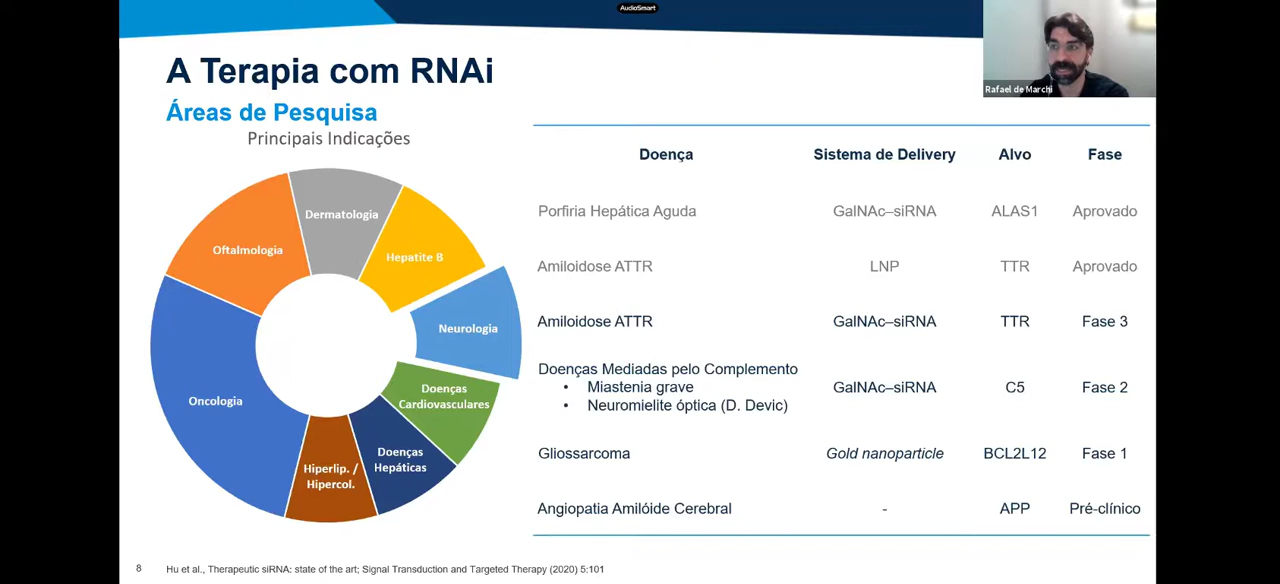 AudioSmart
Rafael de Marchi
A Terapia com RNAi
Áreas de Pesquisa
Principais Indicações
Dermatologia
Hepatite B
Neurologia
Doenças
Cardiovasculares
Doenças
Hepáticas
Hiperlip. /
Hipercol.
Oncologia
Oftalmologia
Doença Sistema de Delivery Alvo Fase
Porfiria Hepática Aguda GalNAc–siRNA ALAS1 Aprovado
Amiloidose ATTR LNP TTR Aprovado
Amiloidose ATTR GalNAc–siRNA TTR Fase 3
Doenças Mediadas pelo Complemento
• Miastenia grave GalNAc–siRNA C5 Fase 2
• Neuromielite óptica (D. Devic)
Gliossarcoma Gold nanoparticle BCL2L12 Fase 1
Angiopatia Amilóide Cerebral - APP Pré-clínico
8 Hu et al., Therapeutic siRNA: state of the art; Signal Transduction and Targeted Therapy (2020) 5:101